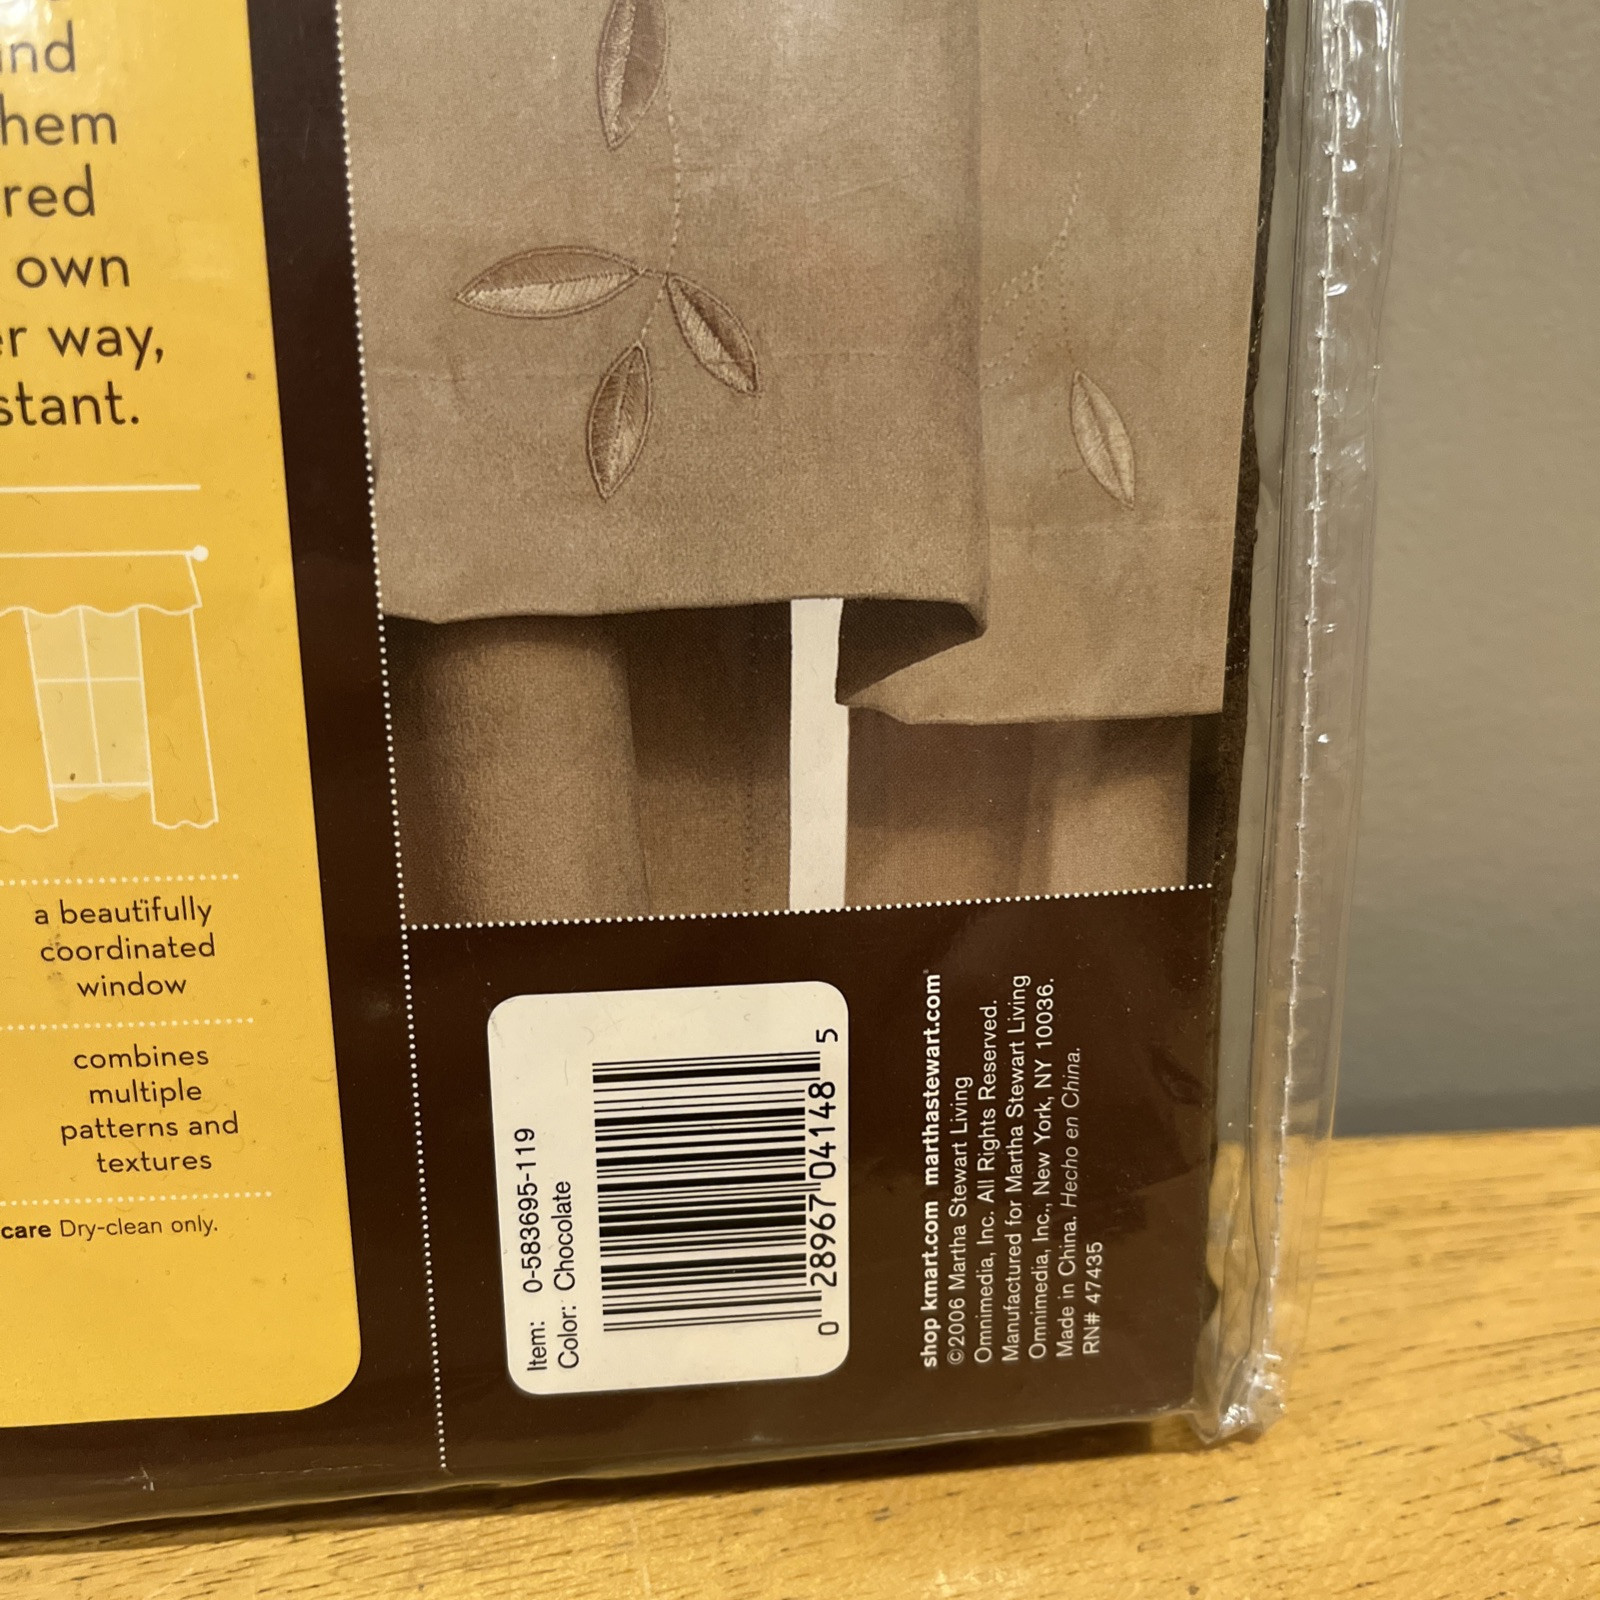 and
them
red
own
way,
a beautifully
coordinated
window
combines
multiple
patterns and
textures
care Dry-clean only.
Item: 0-583695-119
Color: Chocolate
0 28967 04148 5
shop kmart.com marthastewart.com
©2006 Martha Stewart Living
Omnimedia, Inc. All Rights Reserved.
Manufactured for Martha Stewart Living
Omnimedia, Inc., New York, NY 10036.
Made in China. Hecho en China.
RN# 47435